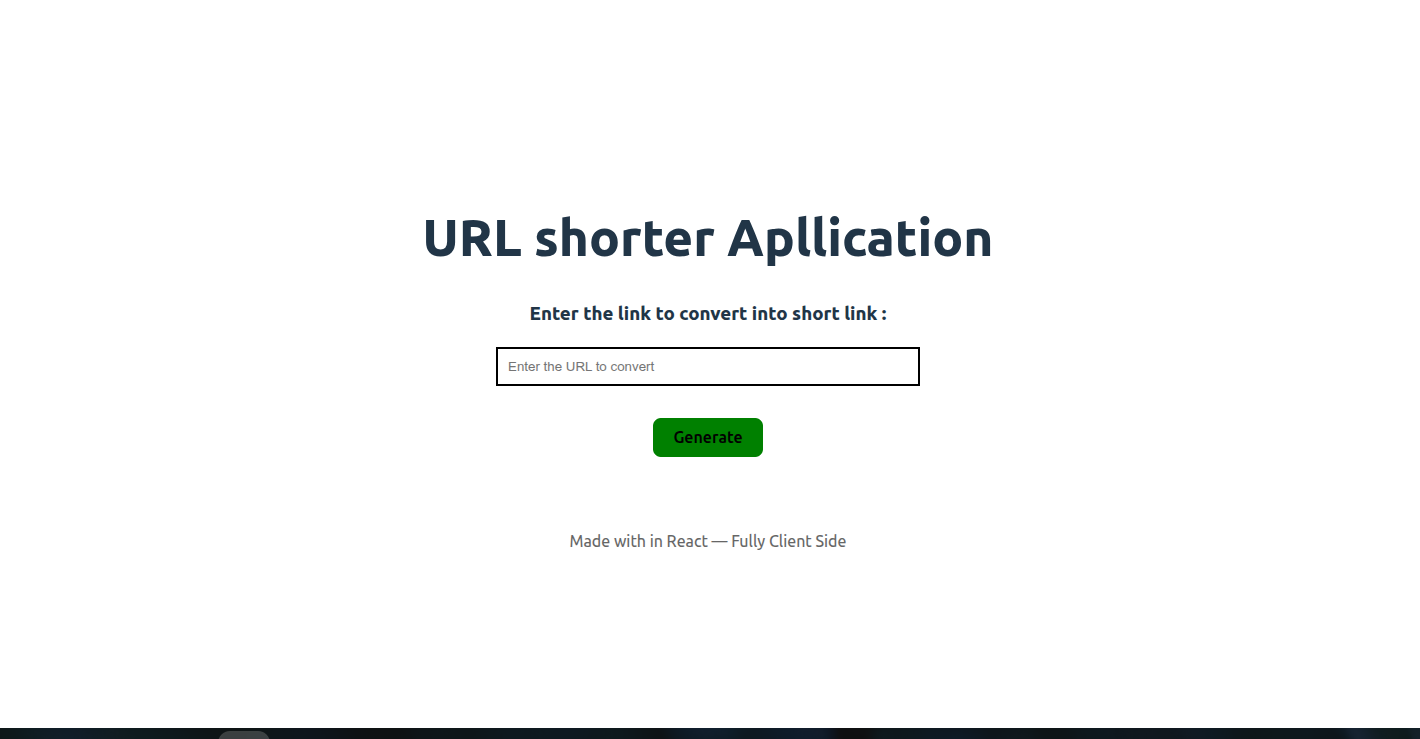 URL shorter Apllication
Enter the link to convert into short link :
Enter the URL to convert
Generate
Made with in React — Fully Client Side